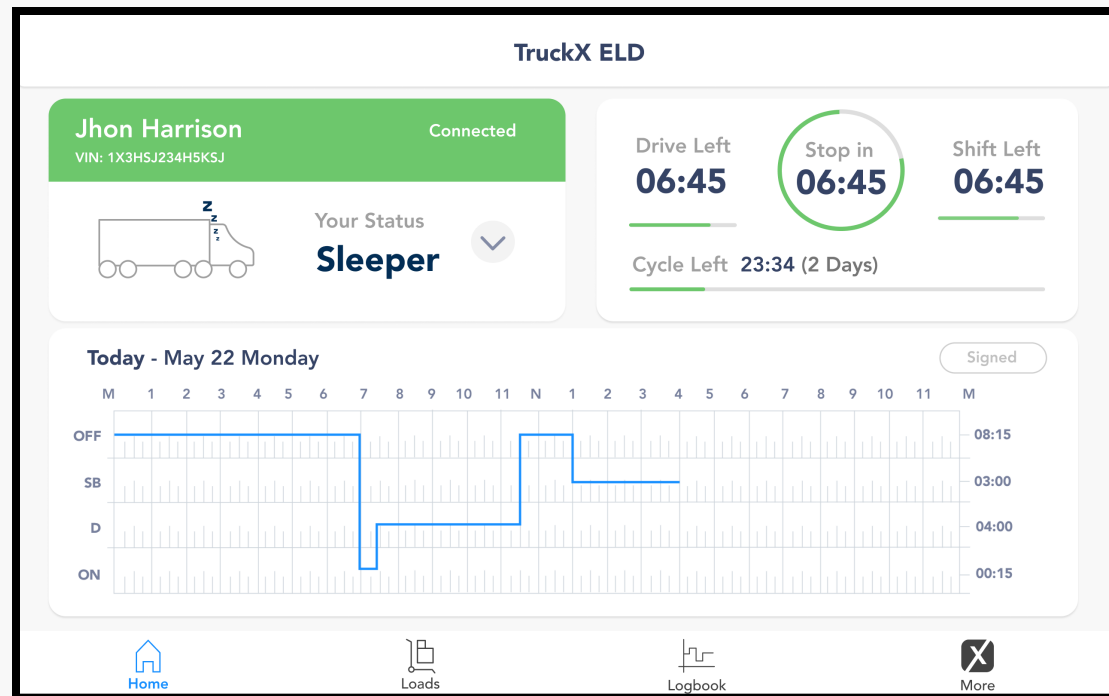 TruckX ELD
Jhon Harrison
Connected
VIN: 1X3HSJ234H5KSJ
z
z
z
z
Your Status
Sleeper
Drive Left
06:45
Stop in
06:45
Shift Left
06:45
Cycle Left 23:34 (2 Days)
Today - May 22 Monday
Signed
M 1 2 3 4 5 6 7 8 9 10 11 N 1 2 3 4 5 6 7 8 9 10 11 M
OFF 08:15
SB 03:00
D 04:00
ON 00:15
Home
Loads
Logbook
X
More